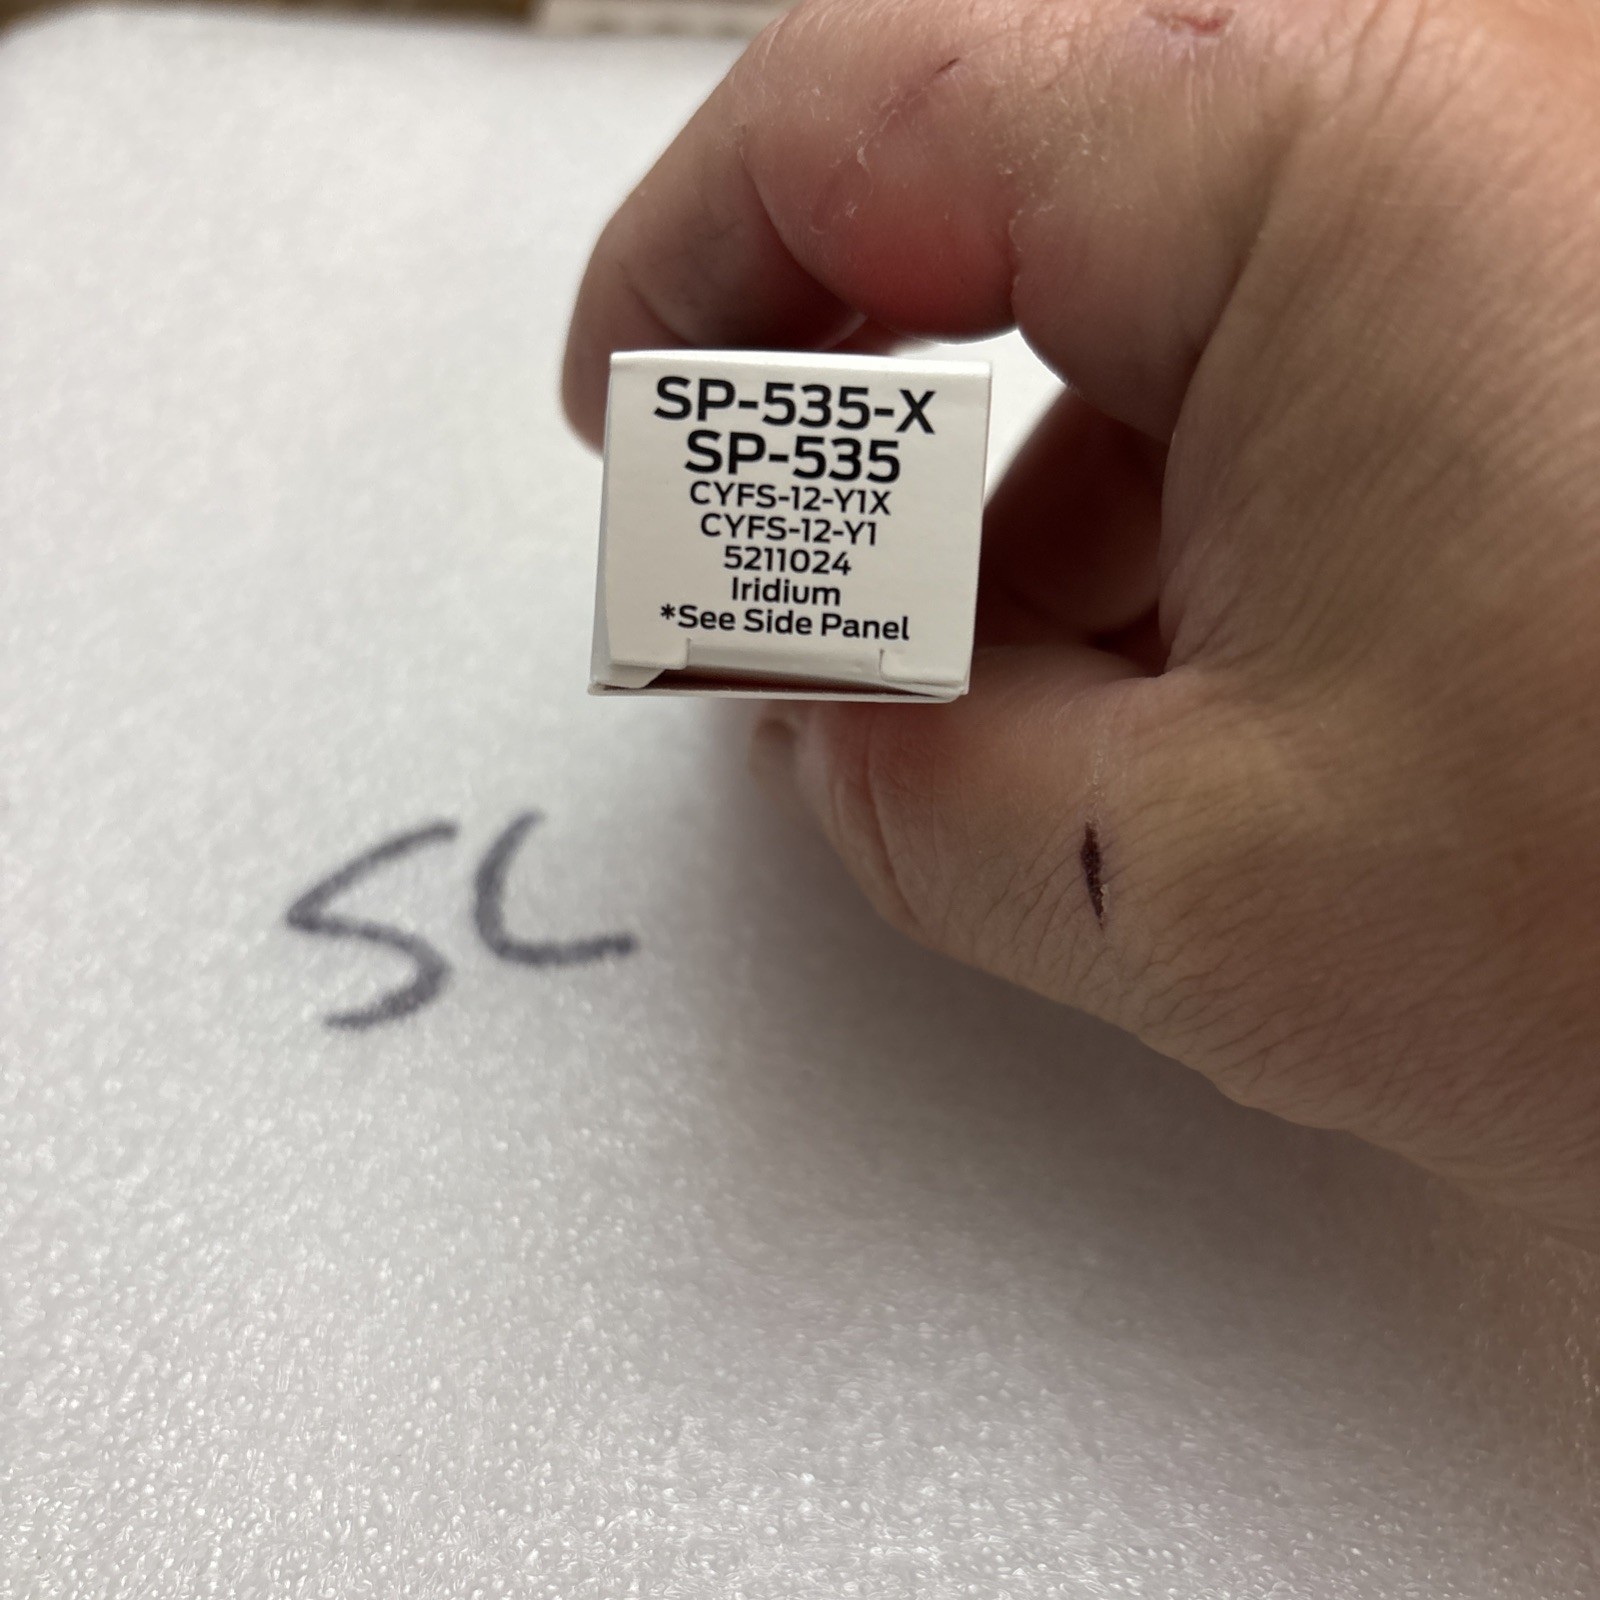 SP-535-X
SP-535
CYFS-12-Y1X
CYFS-12-Y1
5211024
Iridium
*See Side Panel
SL